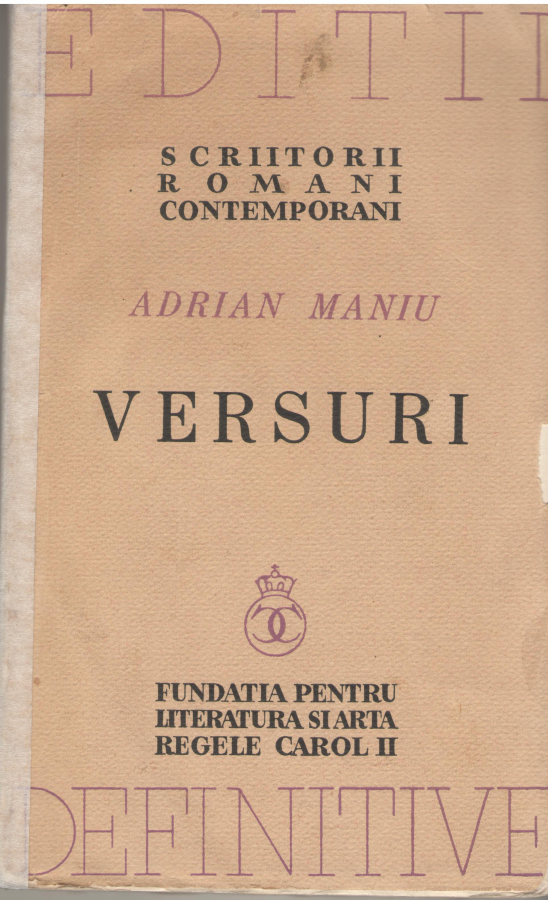 EDITII
SCRIITORII
ROMANI
CONTEMPORANI
ADRIAN MANIU
VERSURI
FUNDATIA PENTRU
LITERATURA SI ARTA
REGELE CAROL II
DEFINITIVE